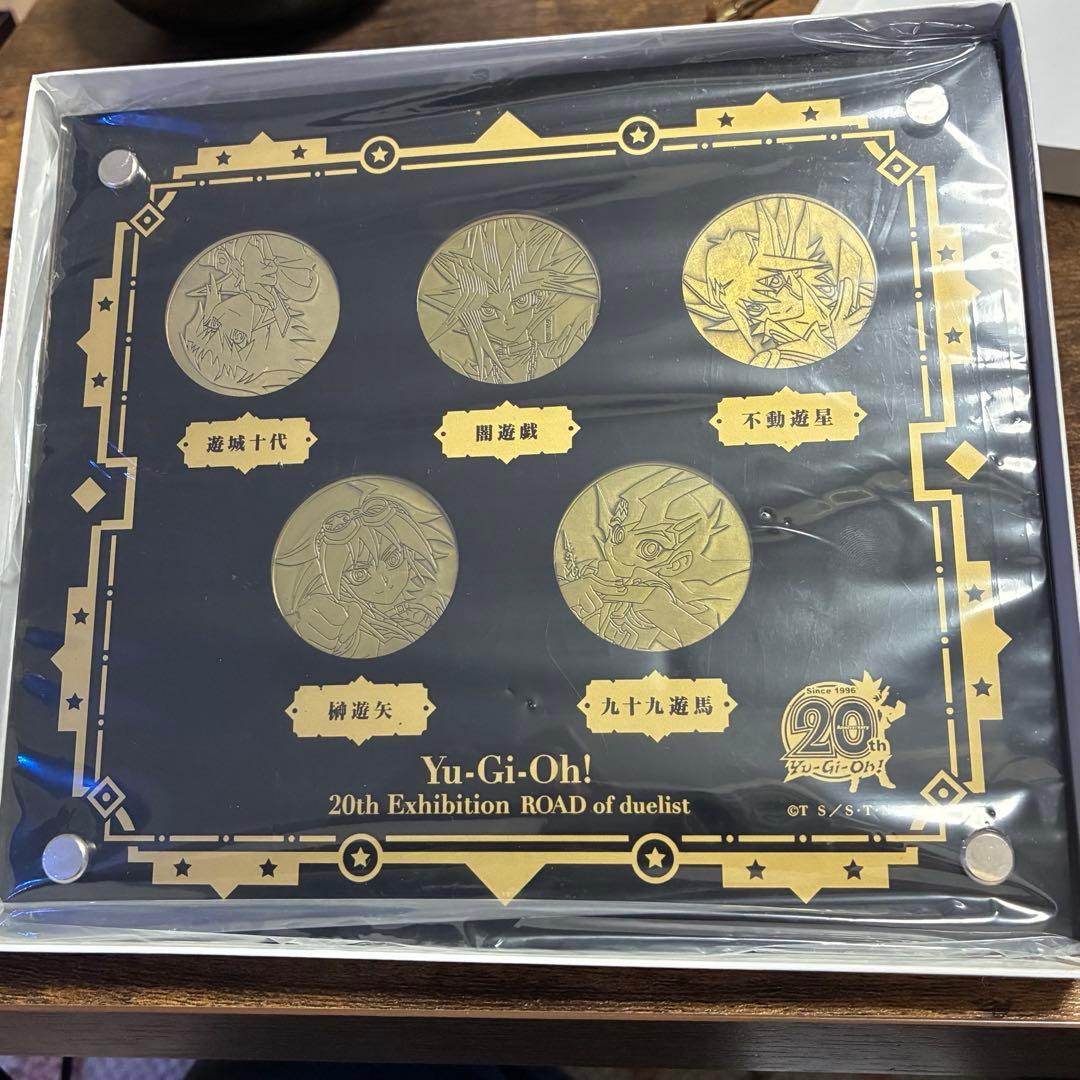 遊城十代
闇遊戯
不動遊星
榊遊矢
九十九遊馬
Since 1996
20th
Anniversary
Yu-Gi-Oh!
Yu-Gi-Oh!
20th Exhibition ROAD of duelist
©T S／S・T・N